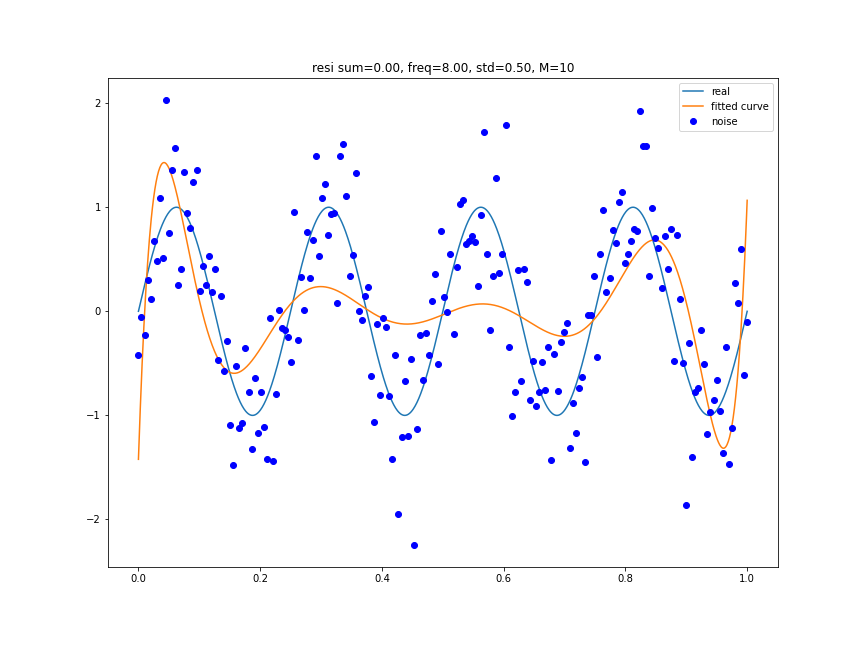 resi sum=0.00, freq=8.00, std=0.50, M=10
real
fitted curve
noise
2
1
0
−1
−2
0.0 0.2 0.4 0.6 0.8 1.0